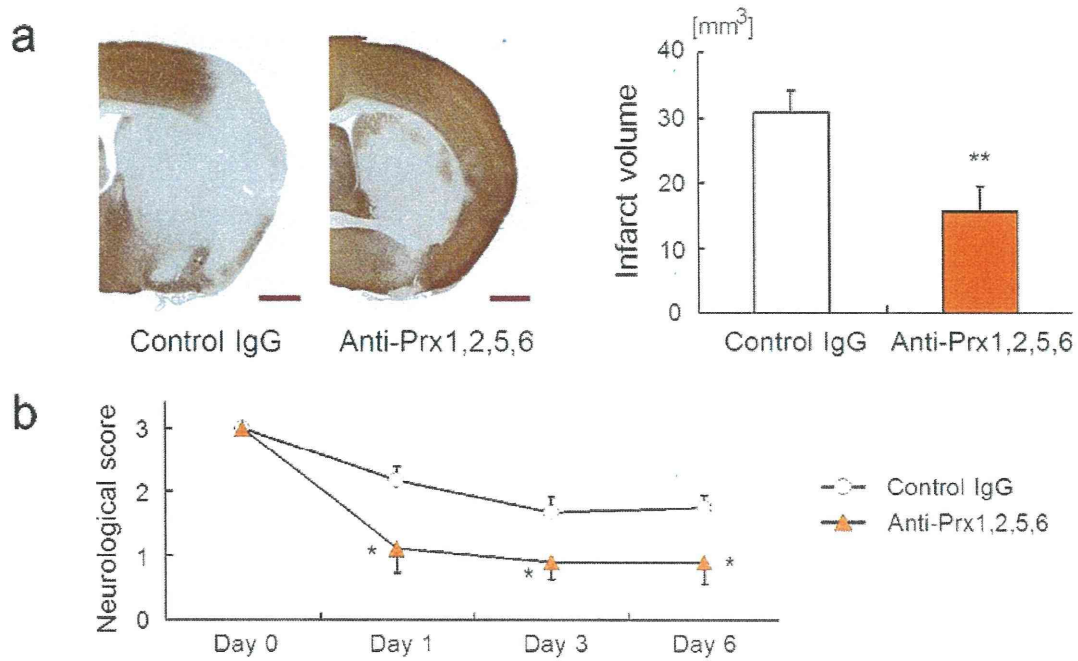 a
Control IgG
Anti-Prx1,2,5,6
[mm³]
Infarct volume
40
30
20
10
0
**
Control IgG
Anti-Prx1,2,5,6
b
Neurological score
3
2
1
0
*
*
*
Day 0
Day 1
Day 3
Day 6
Control IgG
Anti-Prx1,2,5,6